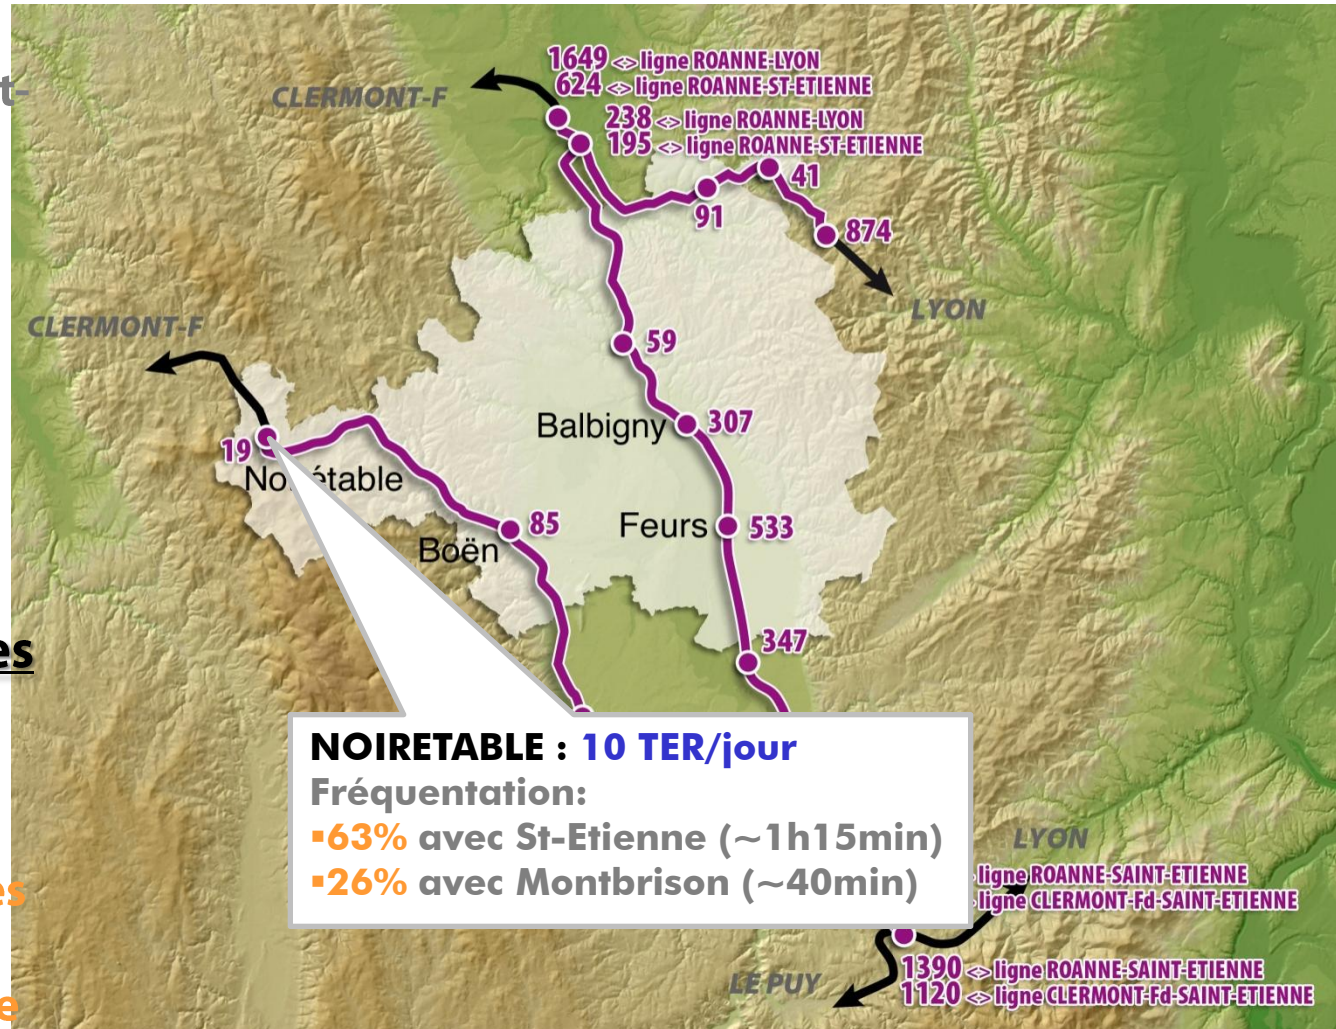 t-
1649 <> ligne ROANNE-LYON
624 <> ligne ROANNE-ST-ETIENNE
CLERMONT-F
238 <> ligne ROANNE-LYON
195 <> ligne ROANNE-ST-ETIENNE
41
91
874
LYON
CLERMONT-F
59
Balbigny 307
19
Noirétable
85
Boën
Feurs 533
347
es
NOIRETABLE : 10 TER/jour
Fréquentation:
▪63% avec St-Etienne (~1h15min)
▪26% avec Montbrison (~40min)
LYON
ligne ROANNE-SAINT-ETIENNE
ligne CLERMONT-Fd-SAINT-ETIENNE
es
LE PUY
1390 <> ligne ROANNE-SAINT-ETIENNE
1120 <> ligne CLERMONT-Fd-SAINT-ETIENNE
e